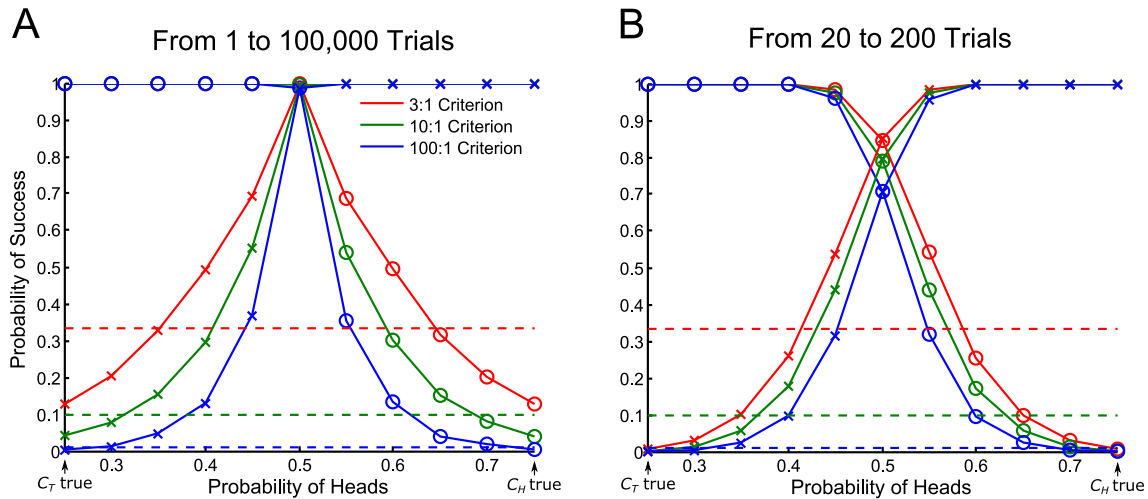 A
From 1 to 100,000 Trials
Probability of Success
1
0.9
0.8
0.7
0.6
0.5
0.4
0.3
0.2
0.1
0
3:1 Criterion
10:1 Criterion
100:1 Criterion
0.3 0.4 0.5 0.6 0.7
C_T true Probability of Heads C_H true
B
From 20 to 200 Trials
1
0.9
0.8
0.7
0.6
0.5
0.4
0.3
0.2
0.1
0
0.3 0.4 0.5 0.6 0.7
C_T true Probability of Heads C_H true